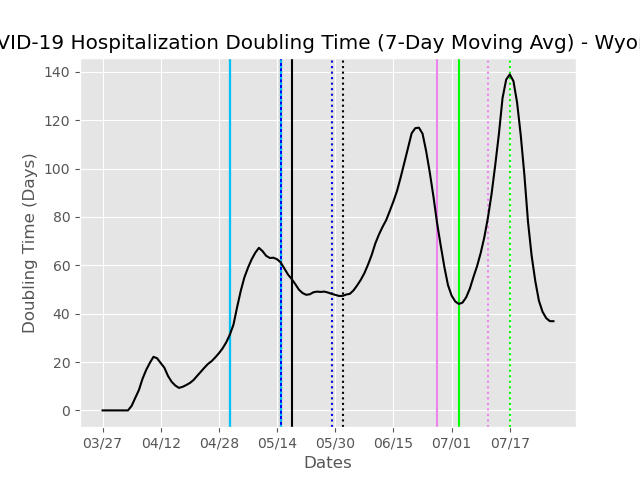 VID-19 Hospitalization Doubling Time (7-Day Moving Avg) - Wyo
140
120
100
80
60
40
20
0
Doubling Time (Days)
03/27 04/12 04/28 05/14 05/30 06/15 07/01 07/17
Dates